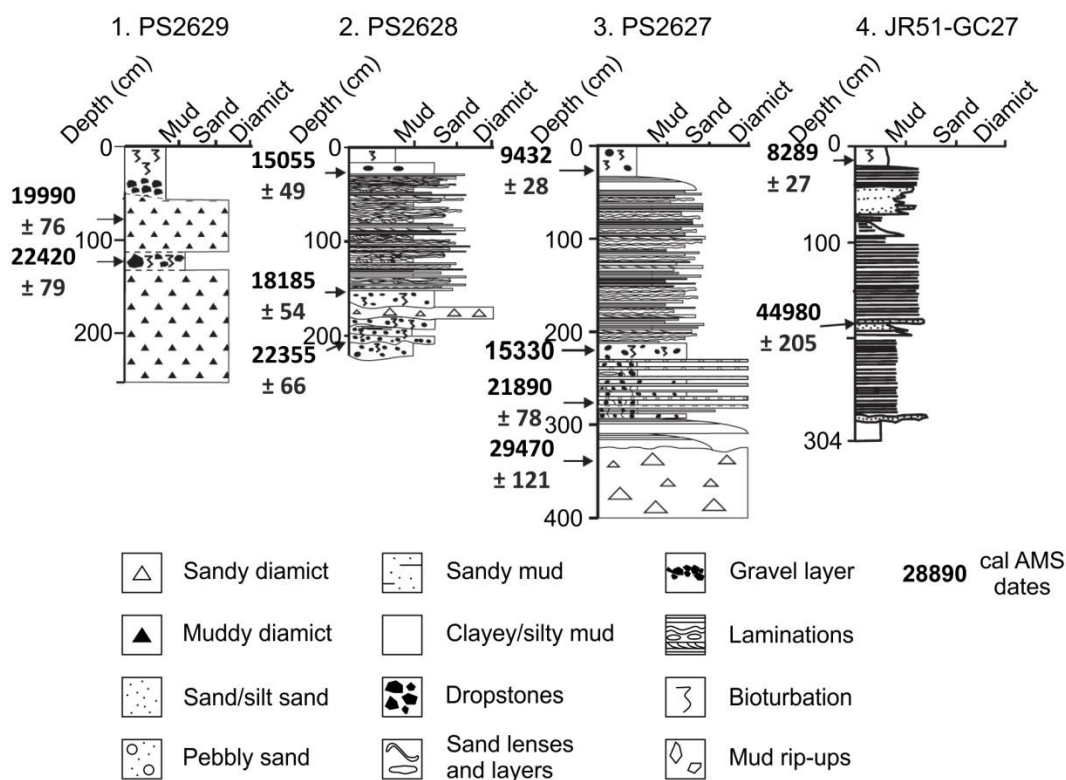 1. PS2629
2. PS2628
3. PS2627
4. JR51-GC27
Depth (cm)
Mud
Sand
Diamict
0
100
200
19990
± 76
22420
± 79
Depth (cm)
Mud
Sand
Diamict
0
100
200
15055
± 49
18185
± 54
22355
± 66
Depth (cm)
Mud
Sand
Diamict
0
100
200
300
400
9432
± 28
15330
21890
± 78
29470
± 121
Depth (cm)
Mud
Sand
Diamict
0
100
304
8289
± 27
44980
± 205
Sandy diamict
Sandy mud
Gravel layer
28890 cal AMS
dates
Muddy diamict
Clayey/silty mud
Laminations
Sand/silt sand
Dropstones
Bioturbation
Pebbly sand
Sand lenses
and layers
Mud rip-ups